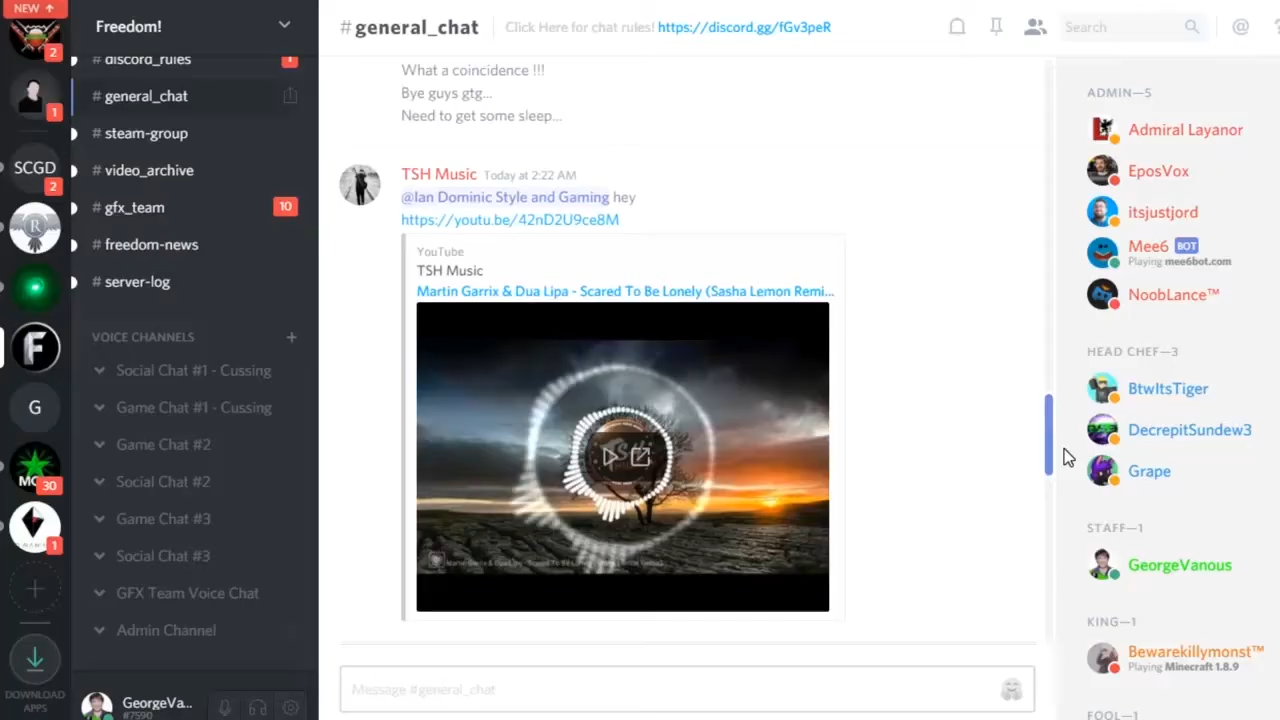 NEW ↑
2
1
SCGD
2
R
F
G
MC
30
1
+
DOWNLOAD
APPS
Freedom!
# discord_rules
1
# general_chat
# steam-group
# video_archive
# gfx_team
10
# freedom-news
# server-log
VOICE CHANNELS +
Social Chat #1 - Cussing
Game Chat #1 - Cussing
Game Chat #2
Social Chat #2
Game Chat #3
Social Chat #3
GFX Team Voice Chat
Admin Channel
GeorgeVa...
#7590
# general_chat
Click Here for chat rules! https://discord.gg/fGv3peR
Search
@
?
What a coincidence !!!
Bye guys gtg...
Need to get some sleep...
TSH Music Today at 2:22 AM
@Ian Dominic Style and Gaming hey
https://youtu.be/42nD2U9ce8M
YouTube
TSH Music
Martin Garrix & Dua Lipa - Scared To Be Lonely (Sasha Lemon Remi...
Message #general_chat
ADMIN—5
Admiral Layanor
EposVox
itsjustjord
Mee6 BOT
Playing mee6bot.com
NoobLance™
HEAD CHEF—3
BtwItsTiger
DecrepitSundew3
Grape
STAFF—1
GeorgeVanous
KING—1
Bewarekillymonst™
Playing Minecraft 1.8.9
FOOL—1